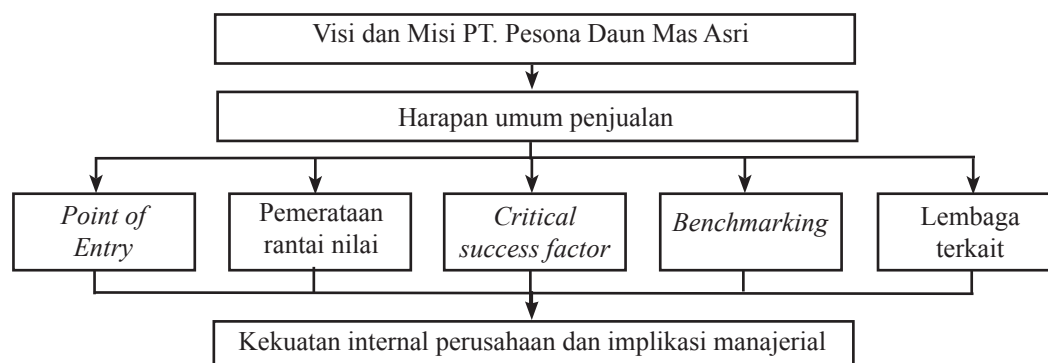 Visi dan Misi PT. Pesona Daun Mas Asri
Harapan umum penjualan
Point of
Entry
Pemerataan
rantai nilai
Critical
success factor
Benchmarking
Lembaga
terkait
Kekuatan internal perusahaan dan implikasi manajerial